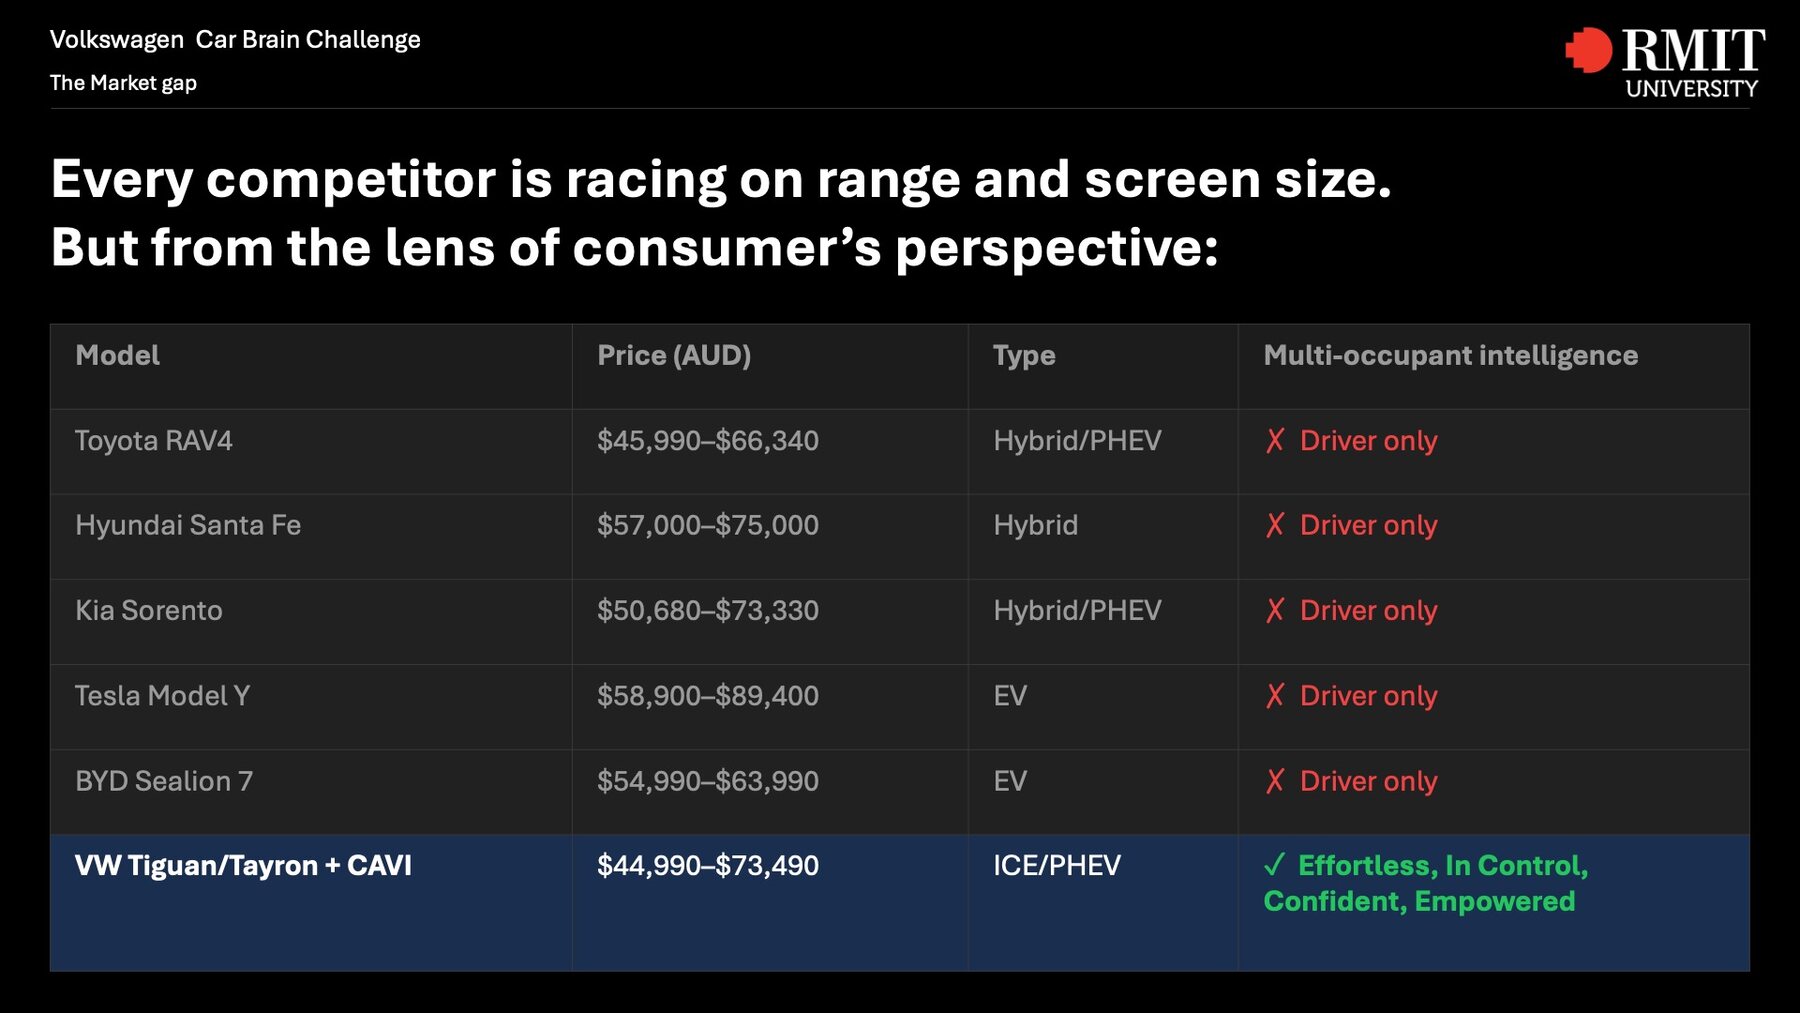 Volkswagen  Car Brain Challenge
The Market gap
RMIT
UNIVERSITY
Every competitor is racing on range and screen size.
But from the lens of consumer’s perspective:
Model Price (AUD) Type Multi-occupant intelligence
Toyota RAV4 $45,990–$66,340 Hybrid/PHEV ✗ Driver only
Hyundai Santa Fe $57,000–$75,000 Hybrid ✗ Driver only
Kia Sorento $50,680–$73,330 Hybrid/PHEV ✗ Driver only
Tesla Model Y $58,900–$89,400 EV ✗ Driver only
BYD Sealion 7 $54,990–$63,990 EV ✗ Driver only
VW Tiguan/Tayron + CAVI $44,990–$73,490 ICE/PHEV ✓ Effortless, In Control,
Confident, Empowered